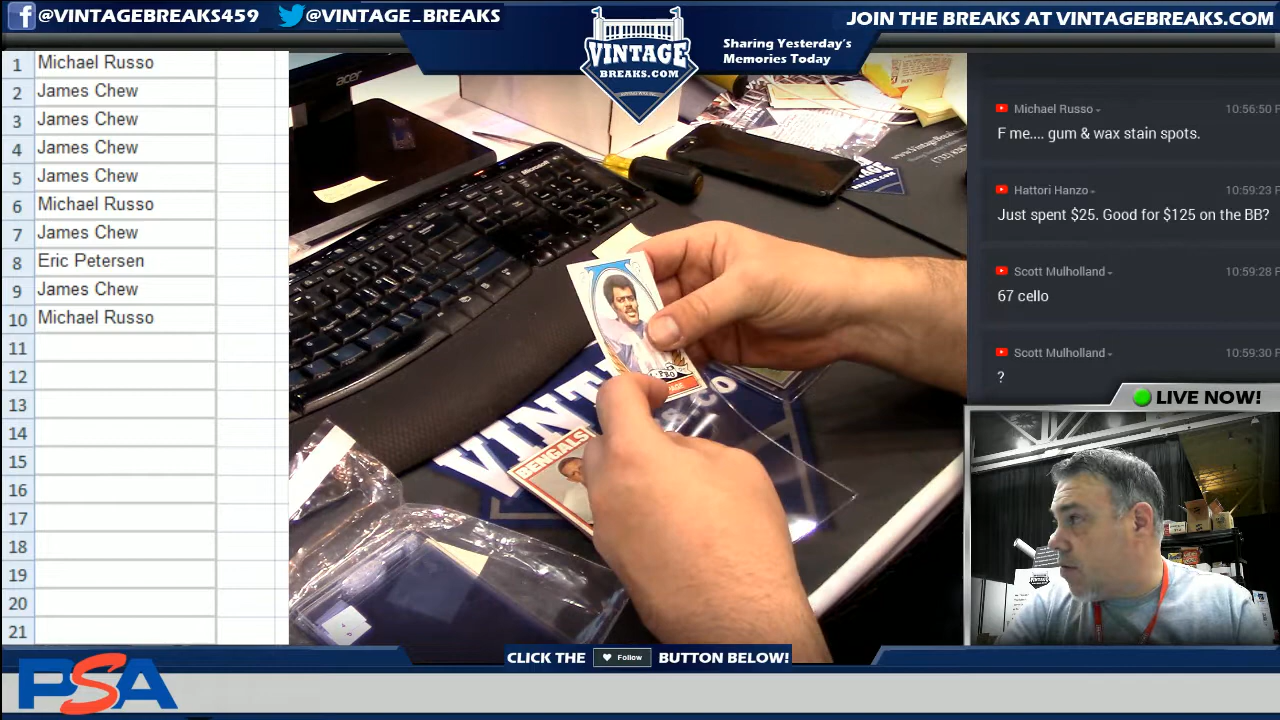 @VINTAGEBREAKS459
@VINTAGE_BREAKS
VINTAGE
BREAKS.COM
Sharing Yesterday's
Memories Today
JOIN THE BREAKS AT VINTAGEBREAKS.COM
1 Michael Russo
2 James Chew
3 James Chew
4 James Chew
5 James Chew
6 Michael Russo
7 James Chew
8 Eric Petersen
9 James Chew
10 Michael Russo
11
12
13
14
15
16
17
18
19
20
21
acer
Microsoft
BENGALS
Michael Russo 10:56:50
F me.... gum & wax stain spots.
Hattori Hanzo 10:59:23
Just spent $25. Good for $125 on the BB?
Scott Mulholland 10:59:28
67 cello
Scott Mulholland 10:59:30
?
LIVE NOW!
CLICK THE Follow BUTTON BELOW!
PSA